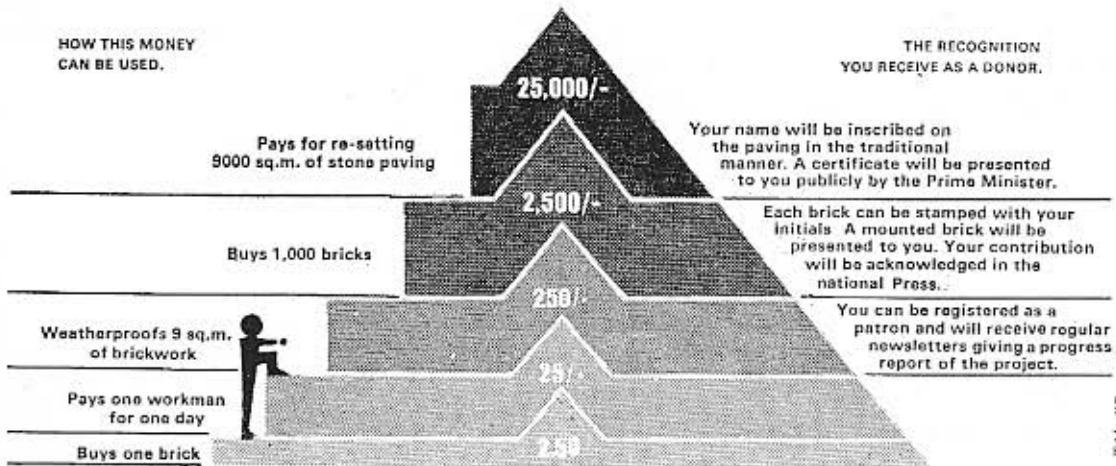 HOW THIS MONEY
CAN BE USED.
THE RECOGNITION
YOU RECEIVE AS A DONOR.
25,000/-
Pays for re-setting
9000 sq.m. of stone paving
Your name will be inscribed on
the paving in the traditional
manner. A certificate will be presented
to you publicly by the Prime Minister.
2,500/-
Buys 1,000 bricks
Each brick can be stamped with your
initials A mounted brick will be
presented to you. Your contribution
will be acknowledged in the
national Press.
250/-
Weatherproofs 9 sq.m.
of brickwork
You can be registered as a
patron and will receive regular
newsletters giving a progress
report of the project.
25/-
Pays one workman
for one day
2.50
Buys one brick